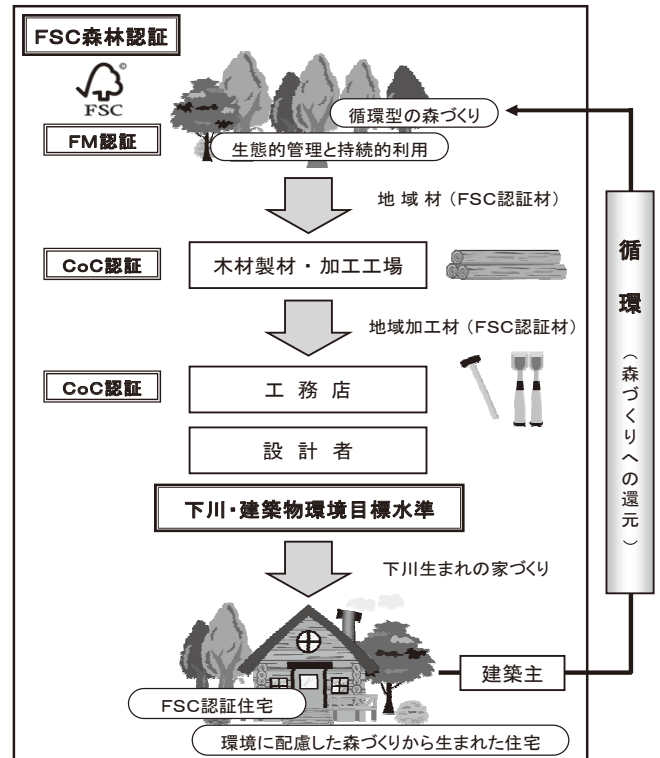 FSC森林認証
©
FSC
循環型の森づくり
FM認証
生態的管理と持続的利用
地域材（FSC認証材）
CoC認証
木材製材・加工工場
地域加工材（FSC認証材）
CoC認証
工務店
設計者
下川・建築物環境目標水準
下川生まれの家づくり
建築主
FSC認証住宅
環境に配慮した森づくりから生まれた住宅
循環
（森づくりへの還元）